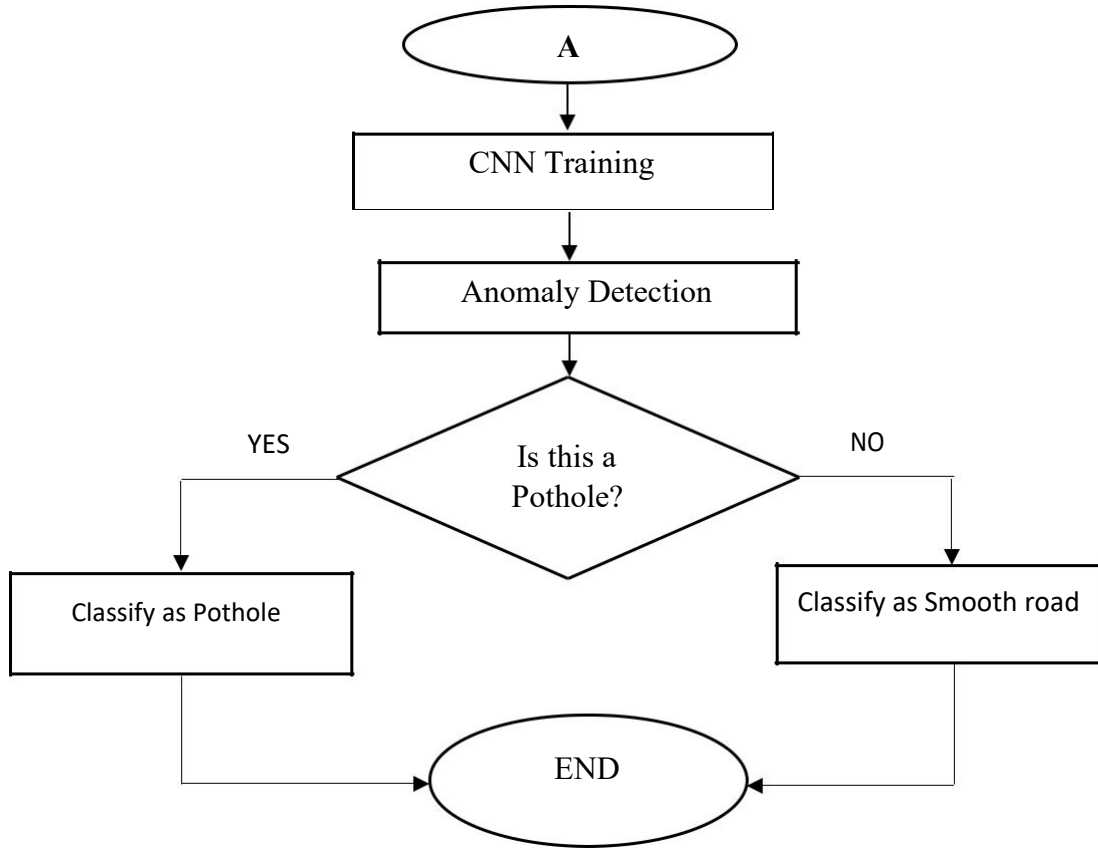 A
CNN Training
Anomaly Detection
YES
NO
Is this a
Pothole?
Classify as Pothole
Classify as Smooth road
END